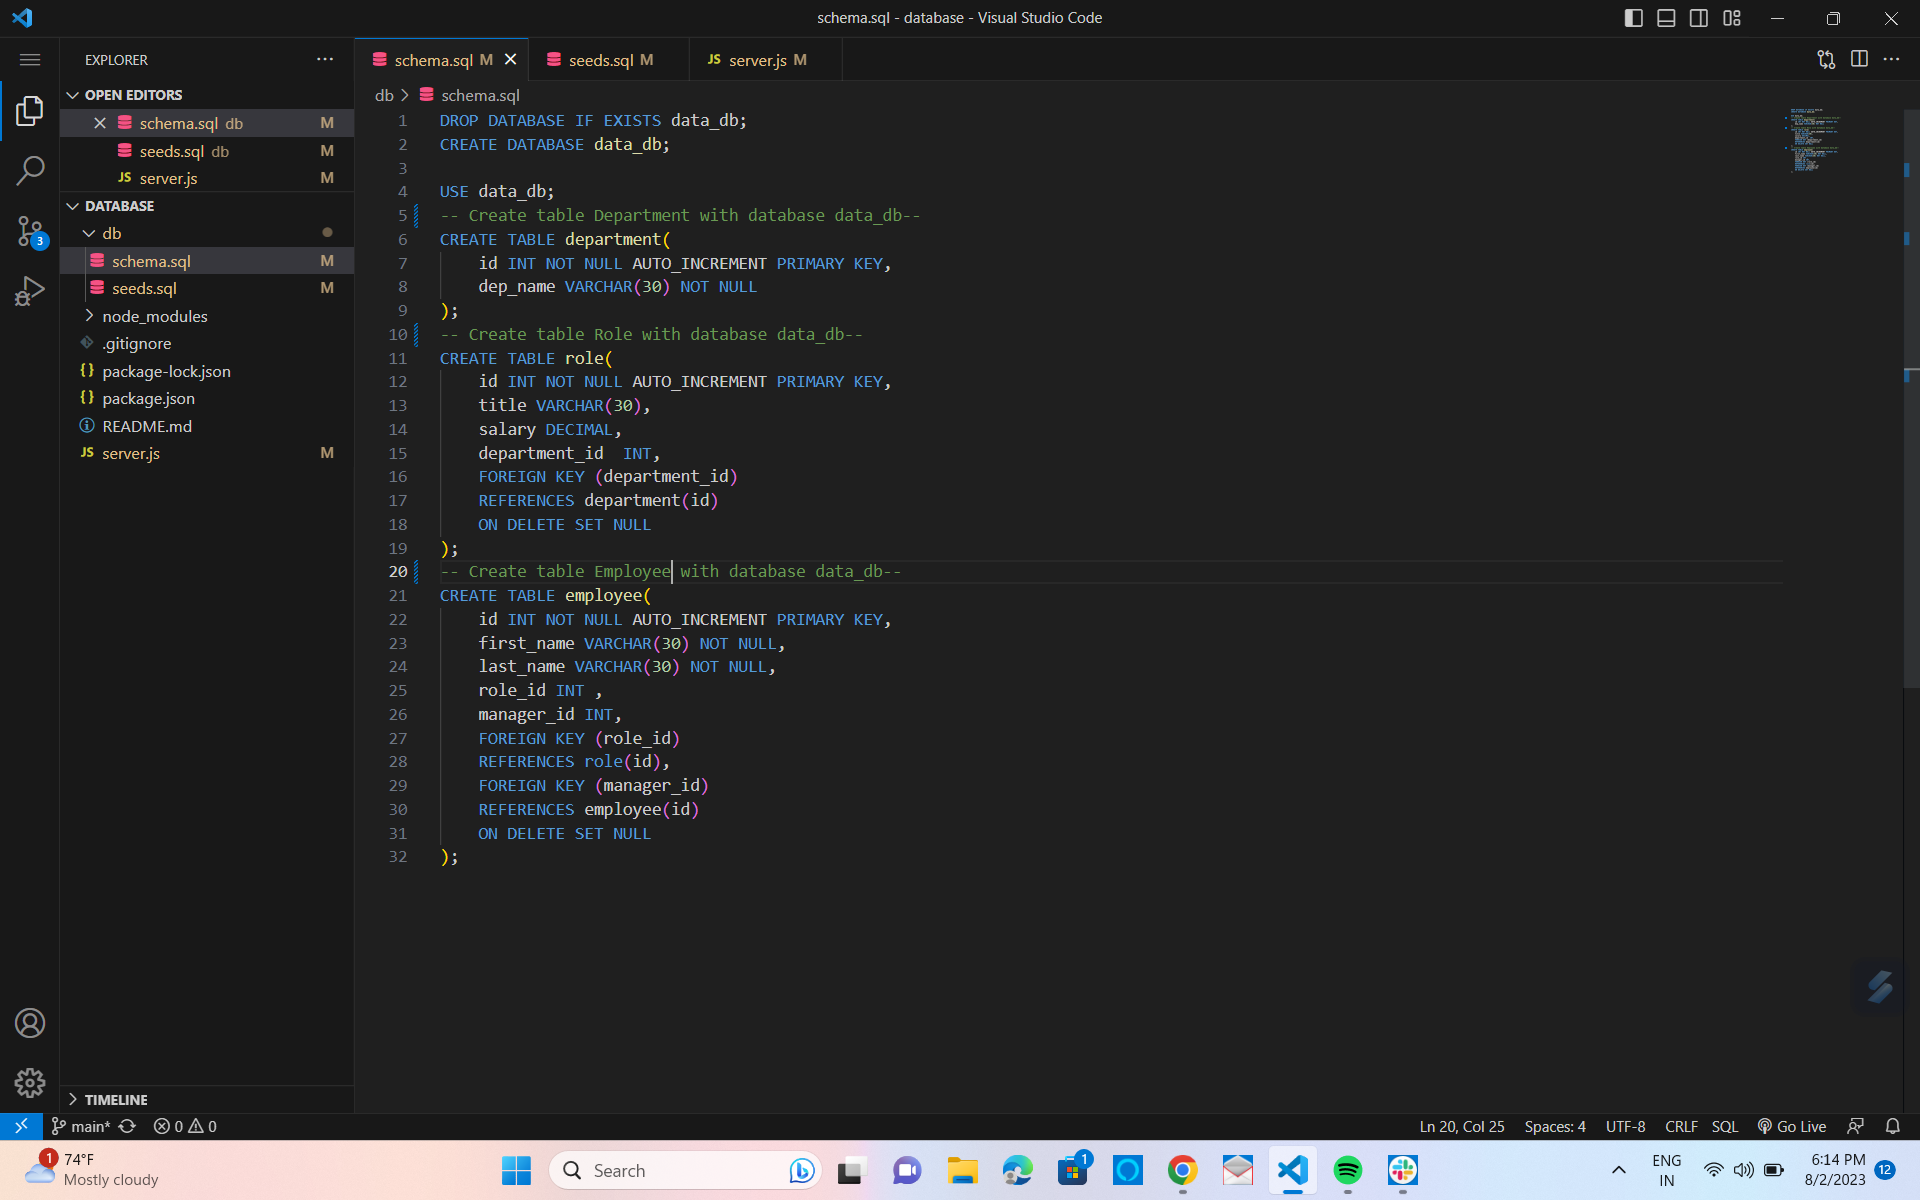 schema.sql - database - Visual Studio Code
EXPLORER
OPEN EDITORS
schema.sql db M
seeds.sql db M
JS server.js M
DATABASE
db
schema.sql M
seeds.sql M
node_modules
.gitignore
{} package-lock.json
{} package.json
README.md
JS server.js M
3
TIMELINE
schema.sql M
seeds.sql M
JS server.js M
db > schema.sql
1 DROP DATABASE IF EXISTS data_db;
2 CREATE DATABASE data_db;
3
4 USE data_db;
5 -- Create table Department with database data_db--
6 CREATE TABLE department(
7 id INT NOT NULL AUTO_INCREMENT PRIMARY KEY,
8 dep_name VARCHAR(30) NOT NULL
9 );
10 -- Create table Role with database data_db--
11 CREATE TABLE role(
12 id INT NOT NULL AUTO_INCREMENT PRIMARY KEY,
13 title VARCHAR(30),
14 salary DECIMAL,
15 department_id  INT,
16 FOREIGN KEY (department_id)
17 REFERENCES department(id)
18 ON DELETE SET NULL
19 );
20 -- Create table Employee with database data_db--
21 CREATE TABLE employee(
22 id INT NOT NULL AUTO_INCREMENT PRIMARY KEY,
23 first_name VARCHAR(30) NOT NULL,
24 last_name VARCHAR(30) NOT NULL,
25 role_id INT ,
26 manager_id INT,
27 FOREIGN KEY (role_id)
28 REFERENCES role(id),
29 FOREIGN KEY (manager_id)
30 REFERENCES employee(id)
31 ON DELETE SET NULL
32 );
main* 0 0
Ln 20, Col 25 Spaces: 4 UTF-8 CRLF SQL Go Live
1 74°F
Mostly cloudy
Search
1
ENG
IN
6:14 PM
8/2/2023
12